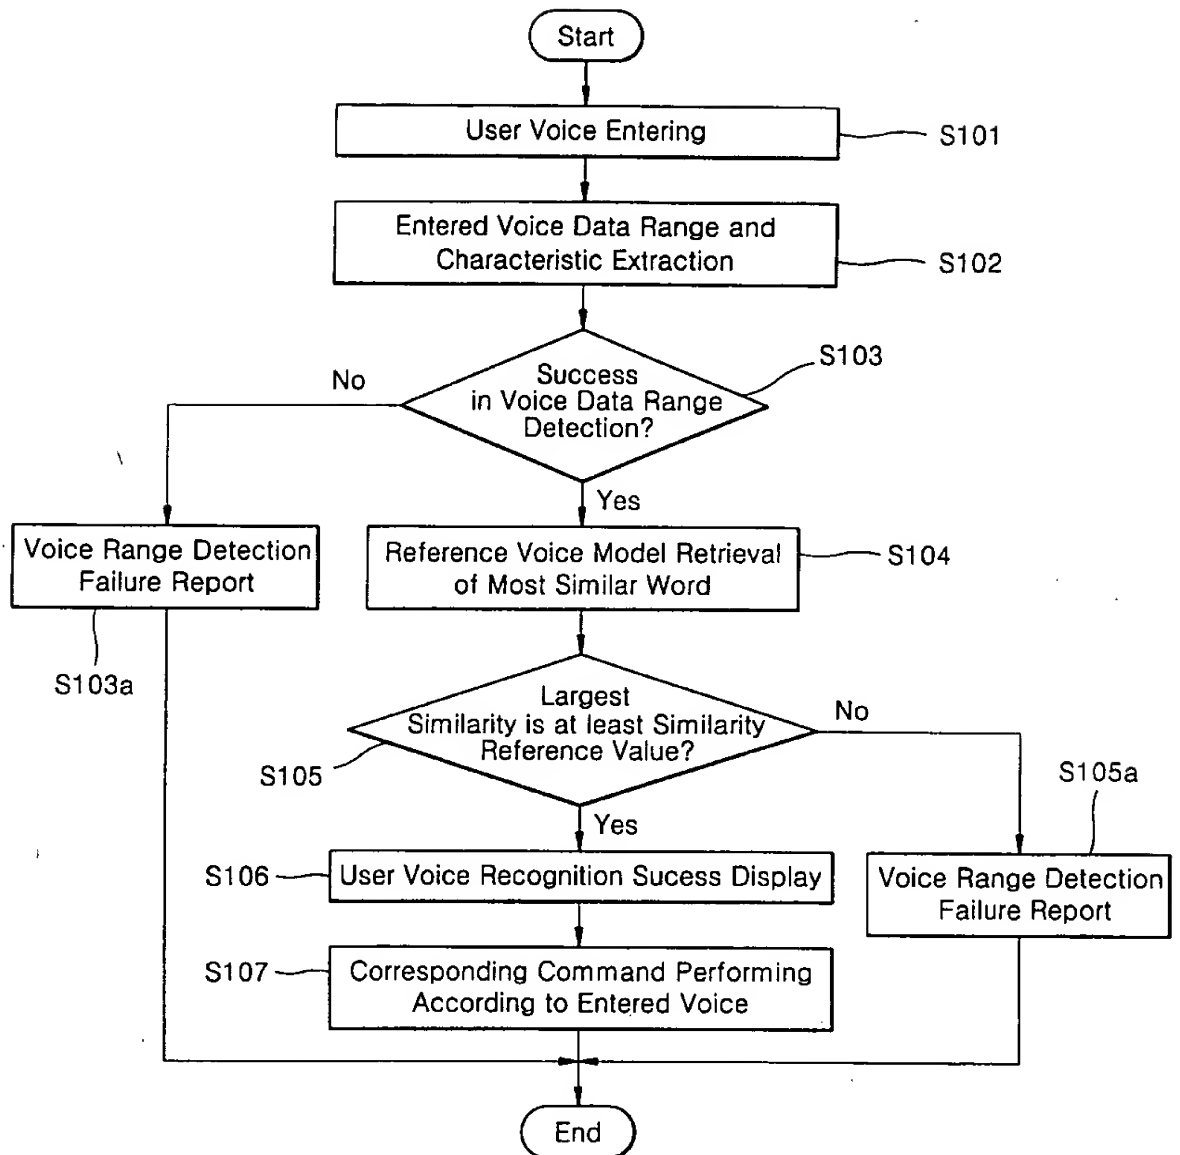 Start
User Voice Entering
S101
Entered Voice Data Range and
Characteristic Extraction
S102
S103
Success
in Voice Data Range
Detection?
No
Yes
Voice Range Detection
Failure Report
S103a
Reference Voice Model Retrieval
of Most Similar Word
S104
Largest
Similarity is at least Similarity
Reference Value?
S105
No
Yes
S105a
Voice Range Detection
Failure Report
S106
User Voice Recognition Sucess Display
S107
Corresponding Command Performing
According to Entered Voice
End